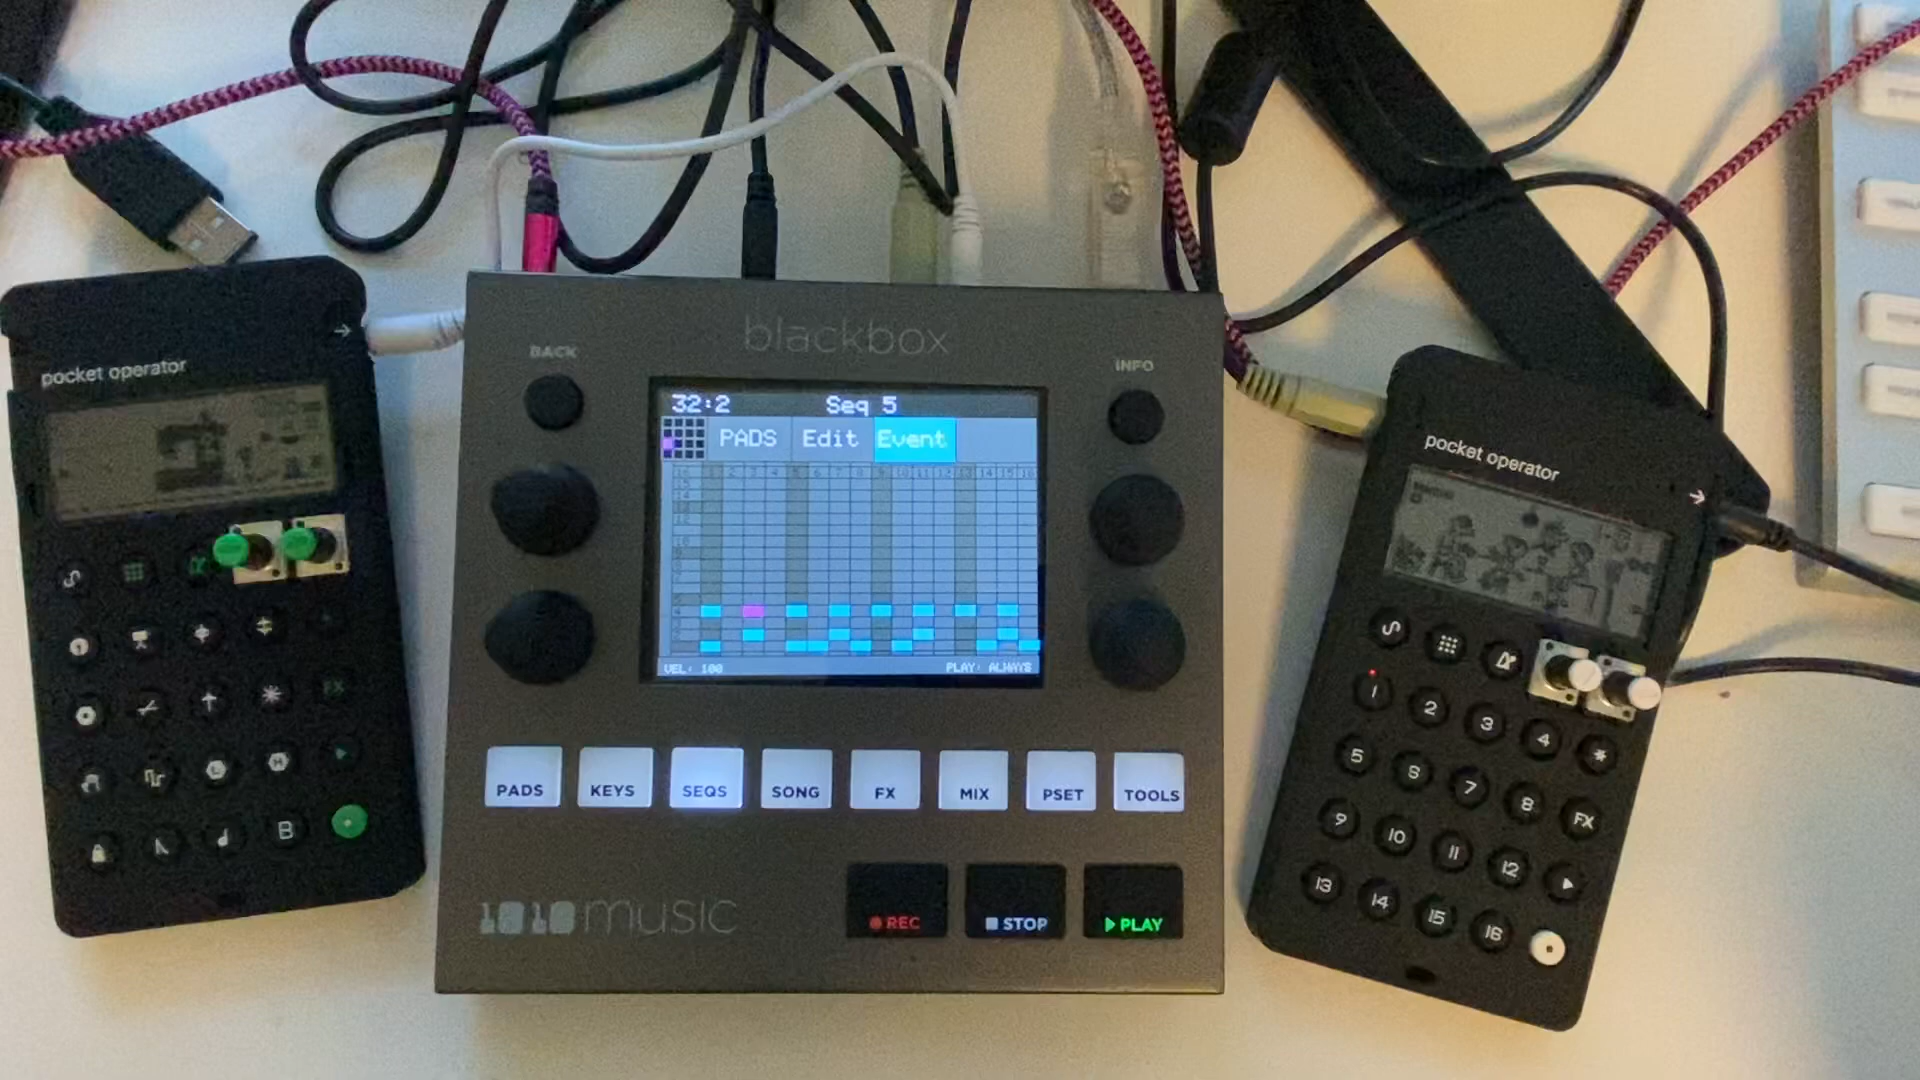 pocket operator
FX
B
blackbox
BACK
INFO
32:2 Seq 5
PADS Edit Event
VEL: 100 PLAY: ALWAYS
PADS KEYS SEQS SONG FX MIX PSET TOOLS
1010music
REC STOP PLAY
pocket operator
1 2 3 4
5 6 7 8 FX
9 10 11 12
13 14 15 16